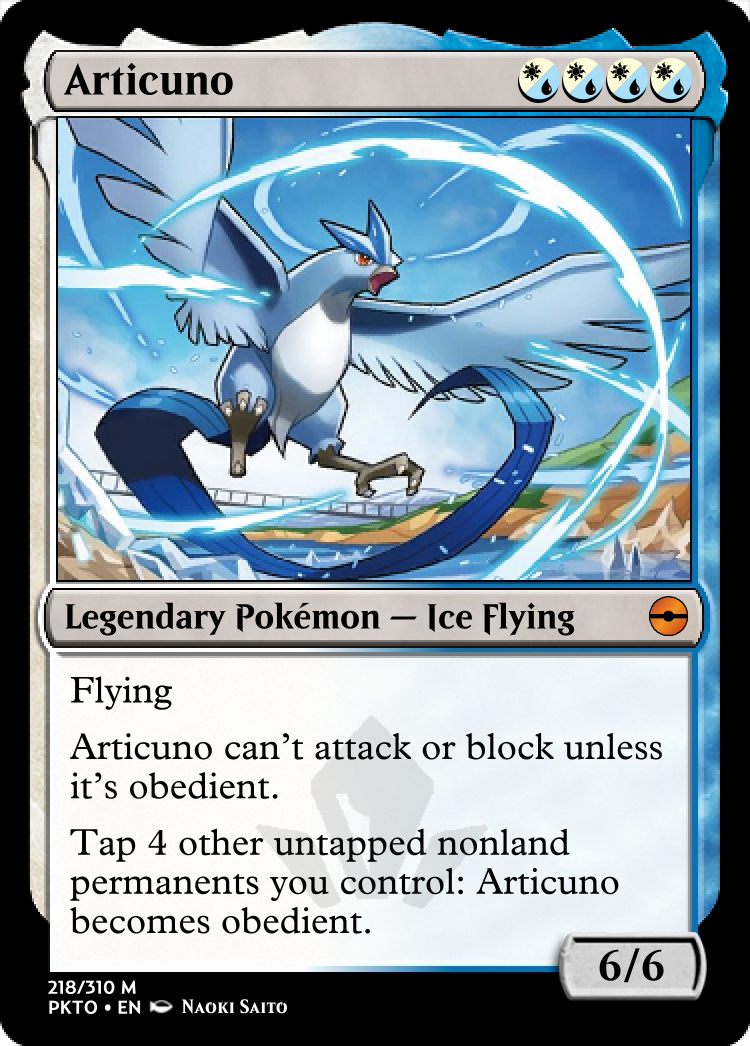 Articuno
Legendary Pokémon — Ice Flying
Flying
Articuno can't attack or block unless
it's obedient.
Tap 4 other untapped nonland
permanents you control: Articuno
becomes obedient.
6/6
218/310 M
PKTO • EN Naoki Saito